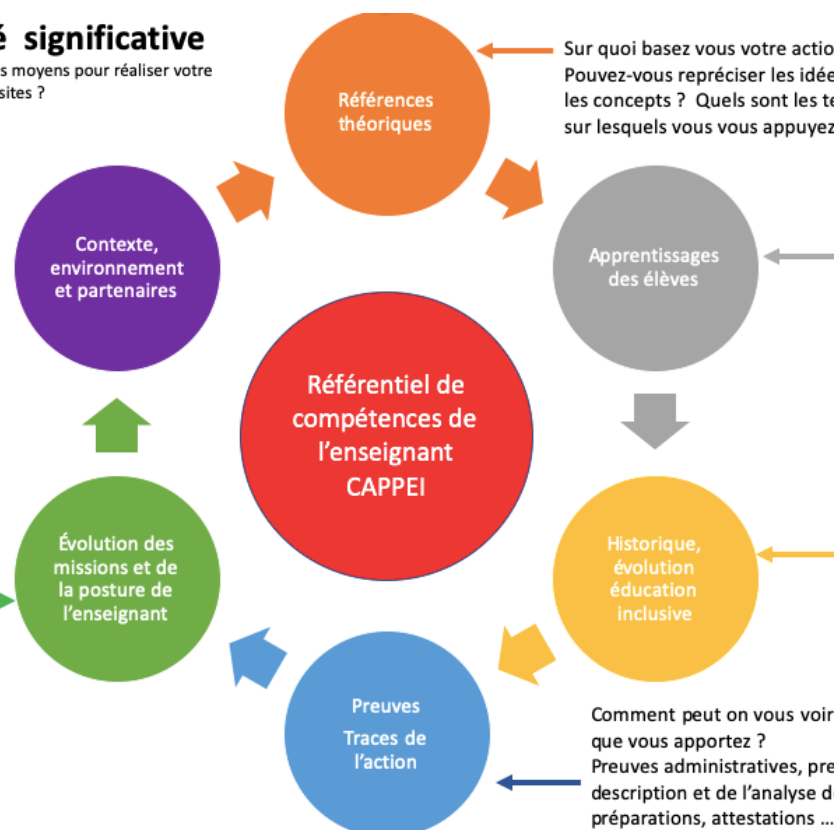 é significative
s moyens pour réaliser votre
sites ?
Sur quoi basez vous votre action
Pouvez-vous repréciser les idée
les concepts ? Quels sont les te
sur lesquels vous vous appuyez
Références
théoriques
Contexte,
environnement
et partenaires
Apprentissages
des élèves
Référentiel de
compétences de
l'enseignant
CAPPEI
Évolution des
missions et de
la posture de
l'enseignant
Historique,
évolution
éducation
inclusive
Preuves
Traces de
l'action
Comment peut on vous voir
que vous apportez ?
Preuves administratives, pre
description et de l'analyse d
préparations, attestations ...